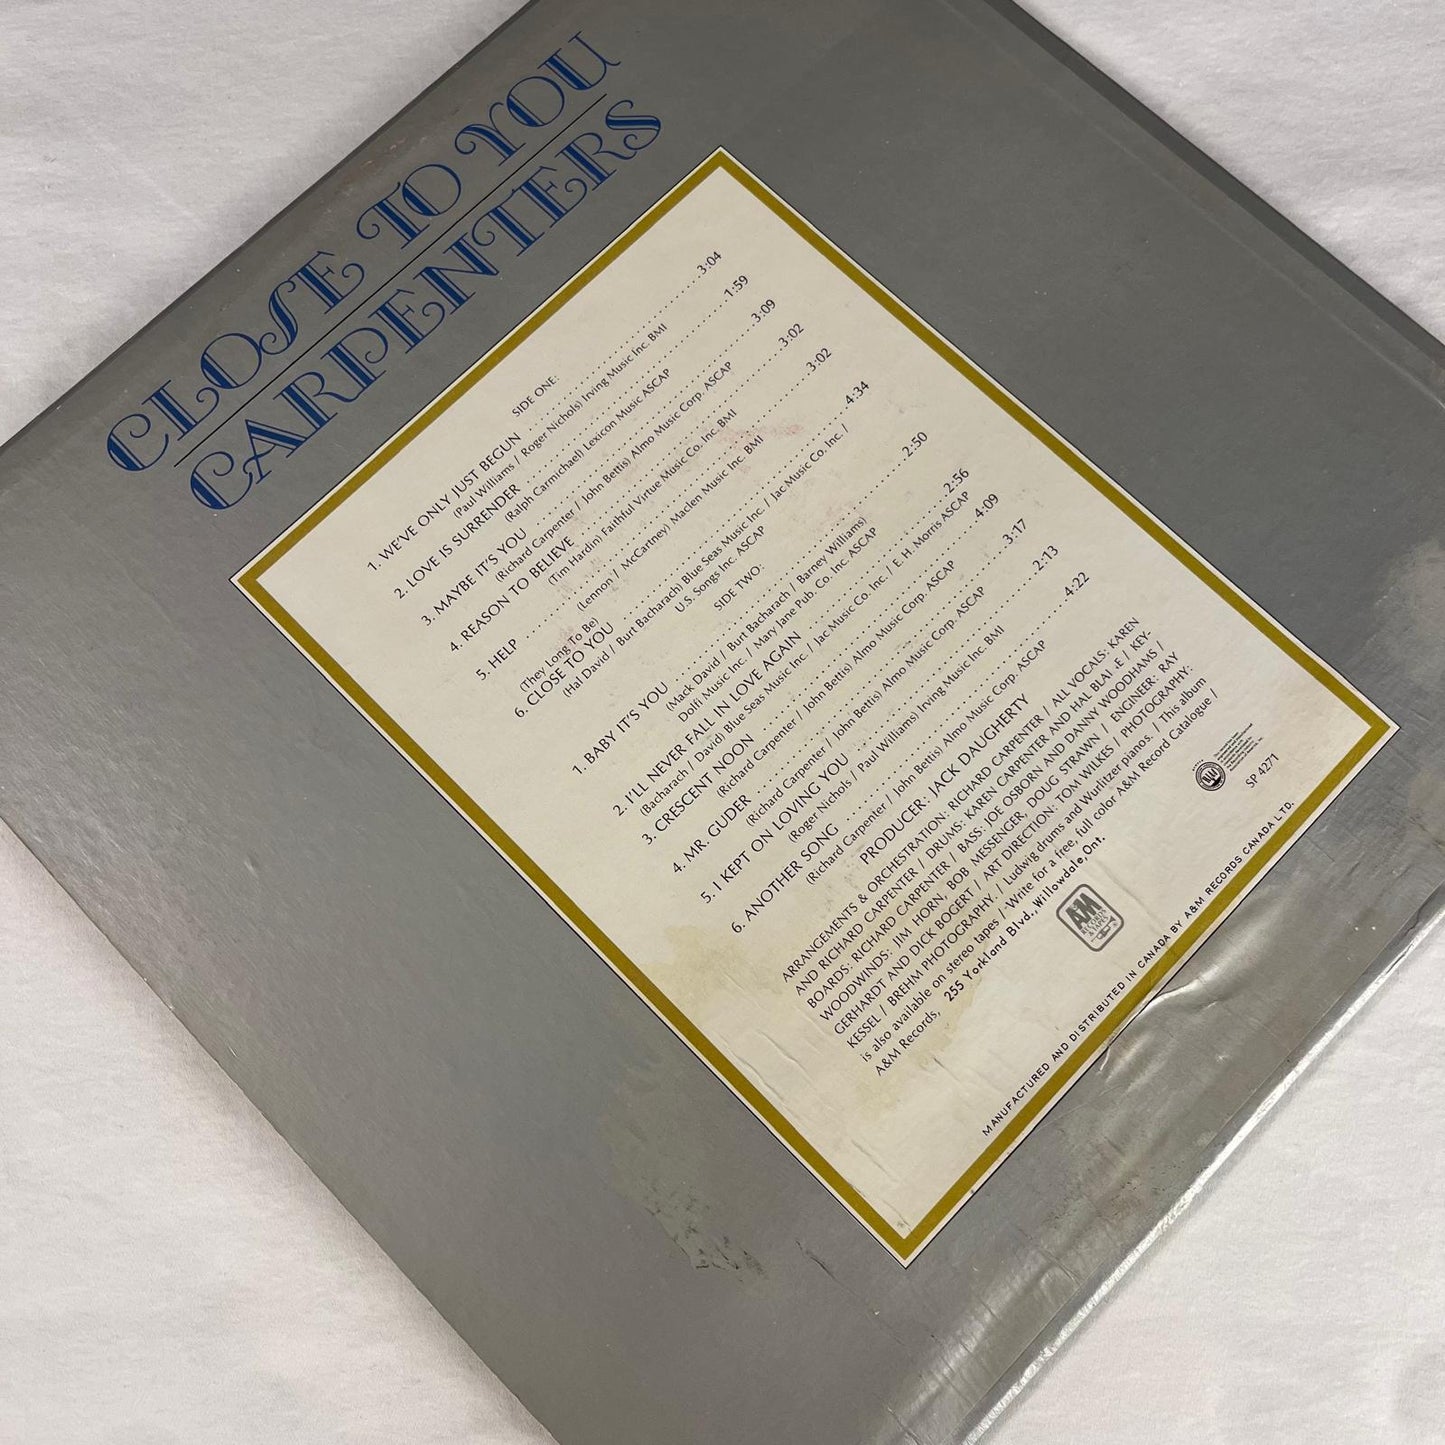 CLOSE TO YOU
CARPENTERS
SIDE ONE:
1. WE'VE ONLY JUST BEGUN 3:04
(Paul Williams / Roger Nichols) Irving Music Inc. BMI
2. LOVE IS SURRENDER 1:59
(Ralph Carmichael) Lexicon Music ASCAP
3. MAYBE IT'S YOU 3:09
(Richard Carpenter / John Bettis) Almo Music Corp. ASCAP
4. REASON TO BELIEVE 3:02
(Tim Hardin) Faithful Virtue Music Co. Inc. BMI
5. HELP 3:02
(Lennon / McCartney) Maclen Music Inc. BMI
(They Long To Be)
6. CLOSE TO YOU 4:34
(Hal David / Burt Bacharach) Blue Seas Music Inc. / Jac Music Co. Inc. /
U.S. Songs Inc. ASCAP
SIDE TWO:
1. BABY IT'S YOU 2:50
(Mack David / Burt Bacharach / Barney Williams)
Dolfi Music Inc. / Mary Jane Pub. Co. Inc. ASCAP
2. I'LL NEVER FALL IN LOVE AGAIN 2:56
(Bacharach / David) Blue Seas Music Inc. / Jac Music Co. Inc. / E. H. Morris ASCAP
3. CRESCENT NOON 4:09
(Richard Carpenter / John Bettis) Almo Music Corp. ASCAP
4. MR. GUDER 3:17
(Richard Carpenter / John Bettis) Almo Music Corp. ASCAP
5. I KEPT ON LOVING YOU 2:13
(Roger Nichols / Paul Williams) Irving Music Inc. BMI
6. ANOTHER SONG 4:22
(Richard Carpenter / John Bettis) Almo Music Corp. ASCAP
PRODUCER: JACK DAUGHERTY
ARRANGEMENTS & ORCHESTRATION: RICHARD CARPENTER / ALL VOCALS: KAREN
AND RICHARD CARPENTER / DRUMS: KAREN CARPENTER AND HAL BLAI E / KEY-
BOARDS: RICHARD CARPENTER / BASS: JOE OSBORN AND DANNY WOODHAMS /
WOODWINDS: JIM HORN, BOB MESSENGER, DOUG STRAWN / ENGINEER: RAY
GERHARDT AND DICK BOGERT / ART DIRECTION: TOM WILKES / PHOTOGRAPHY:
KESSEL / BREHM PHOTOGRAPHY. / Ludwig drums and Wurlitzer pianos. / This album
is also available on stereo tapes / Write for a free, full color A&M Record Catalogue /
A&M Records, 255 Yorkland Blvd., Willowdale, Ont.
A&M
RECORDS
& TAPES
SP 4271
MANUFACTURED AND DISTRIBUTED IN CANADA BY A&M RECORDS CANADA LTD.